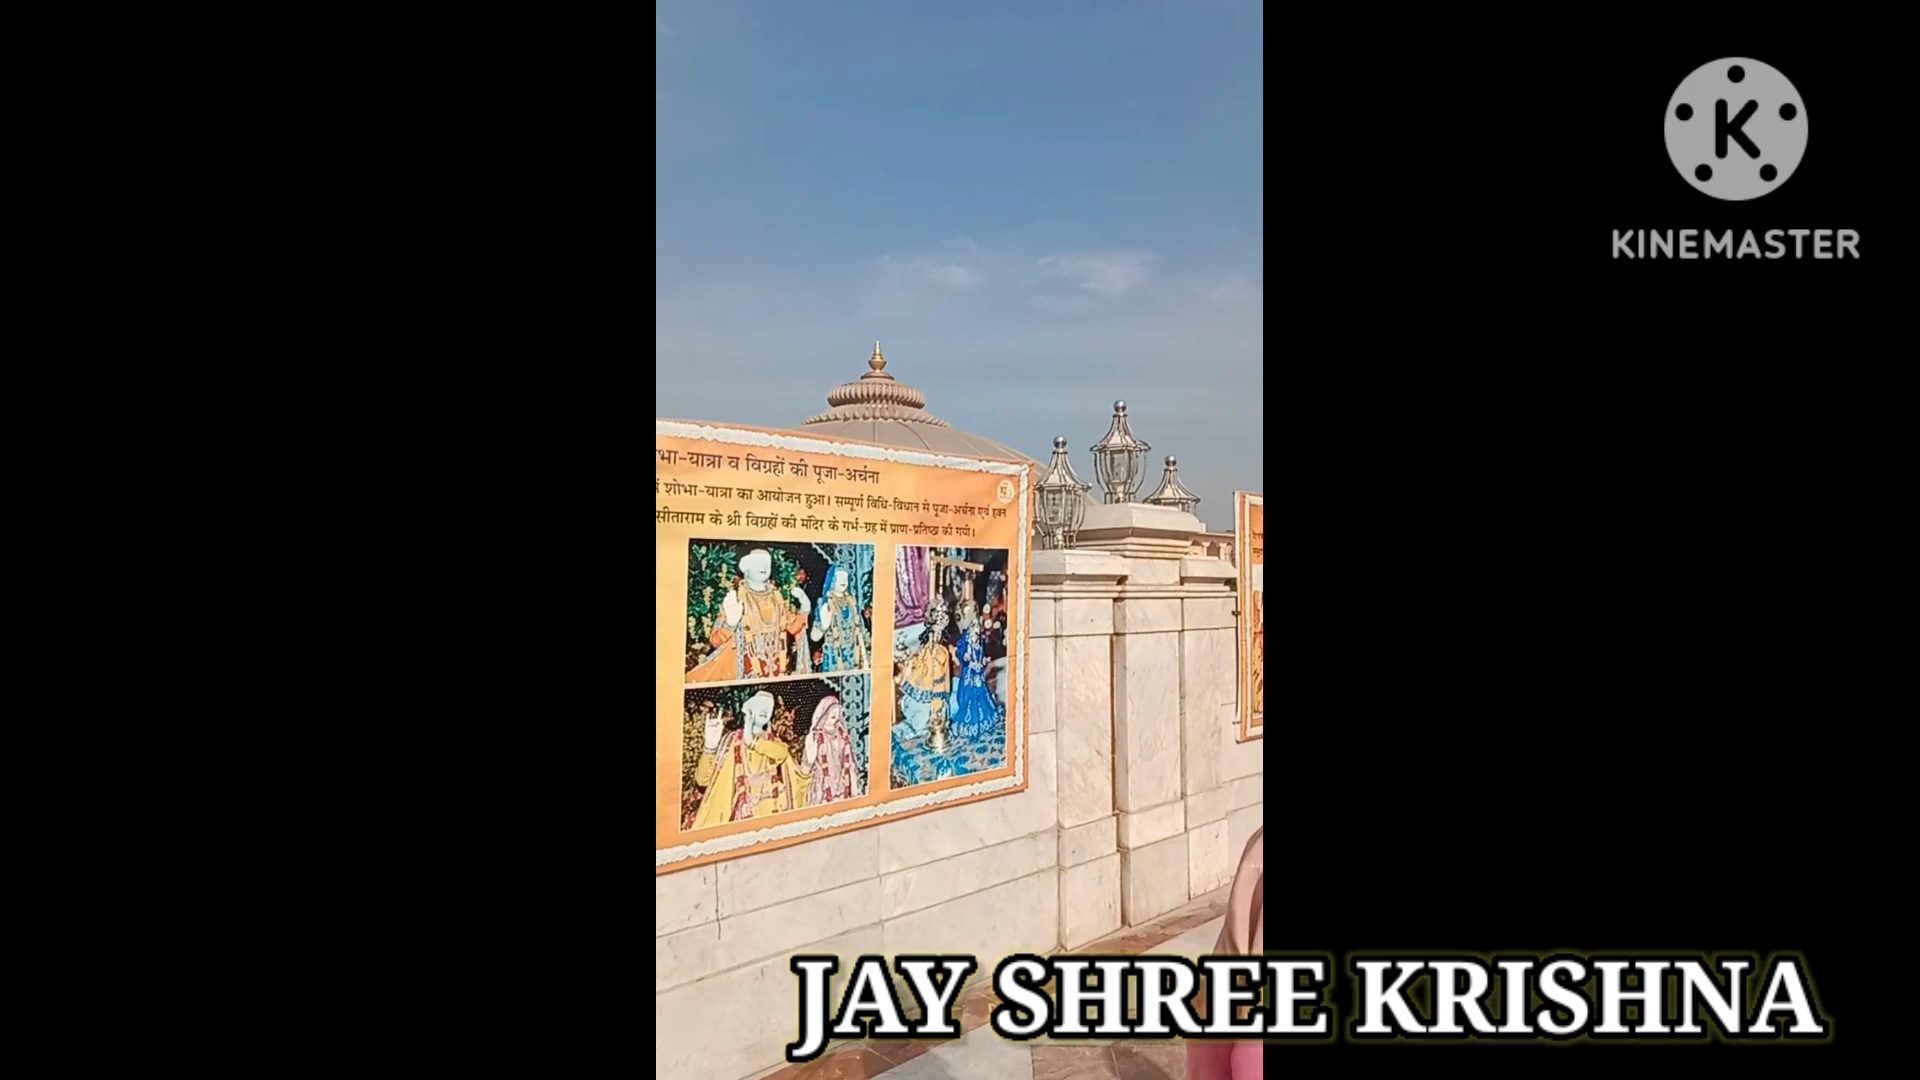 K
KINEMASTER
भा-यात्रा व विग्रहों की पूजा-अर्चना
शोभा-यात्रा का आयोजन हुआ। सम्पूर्ण विधि-विधान से पूजा-अर्चना एवं हवन
सीताराम के श्री विग्रहों की मंदिर के गर्भ-ग्रह में प्राण-प्रतिष्ठा की गयी।
JAY SHREE KRISHNA